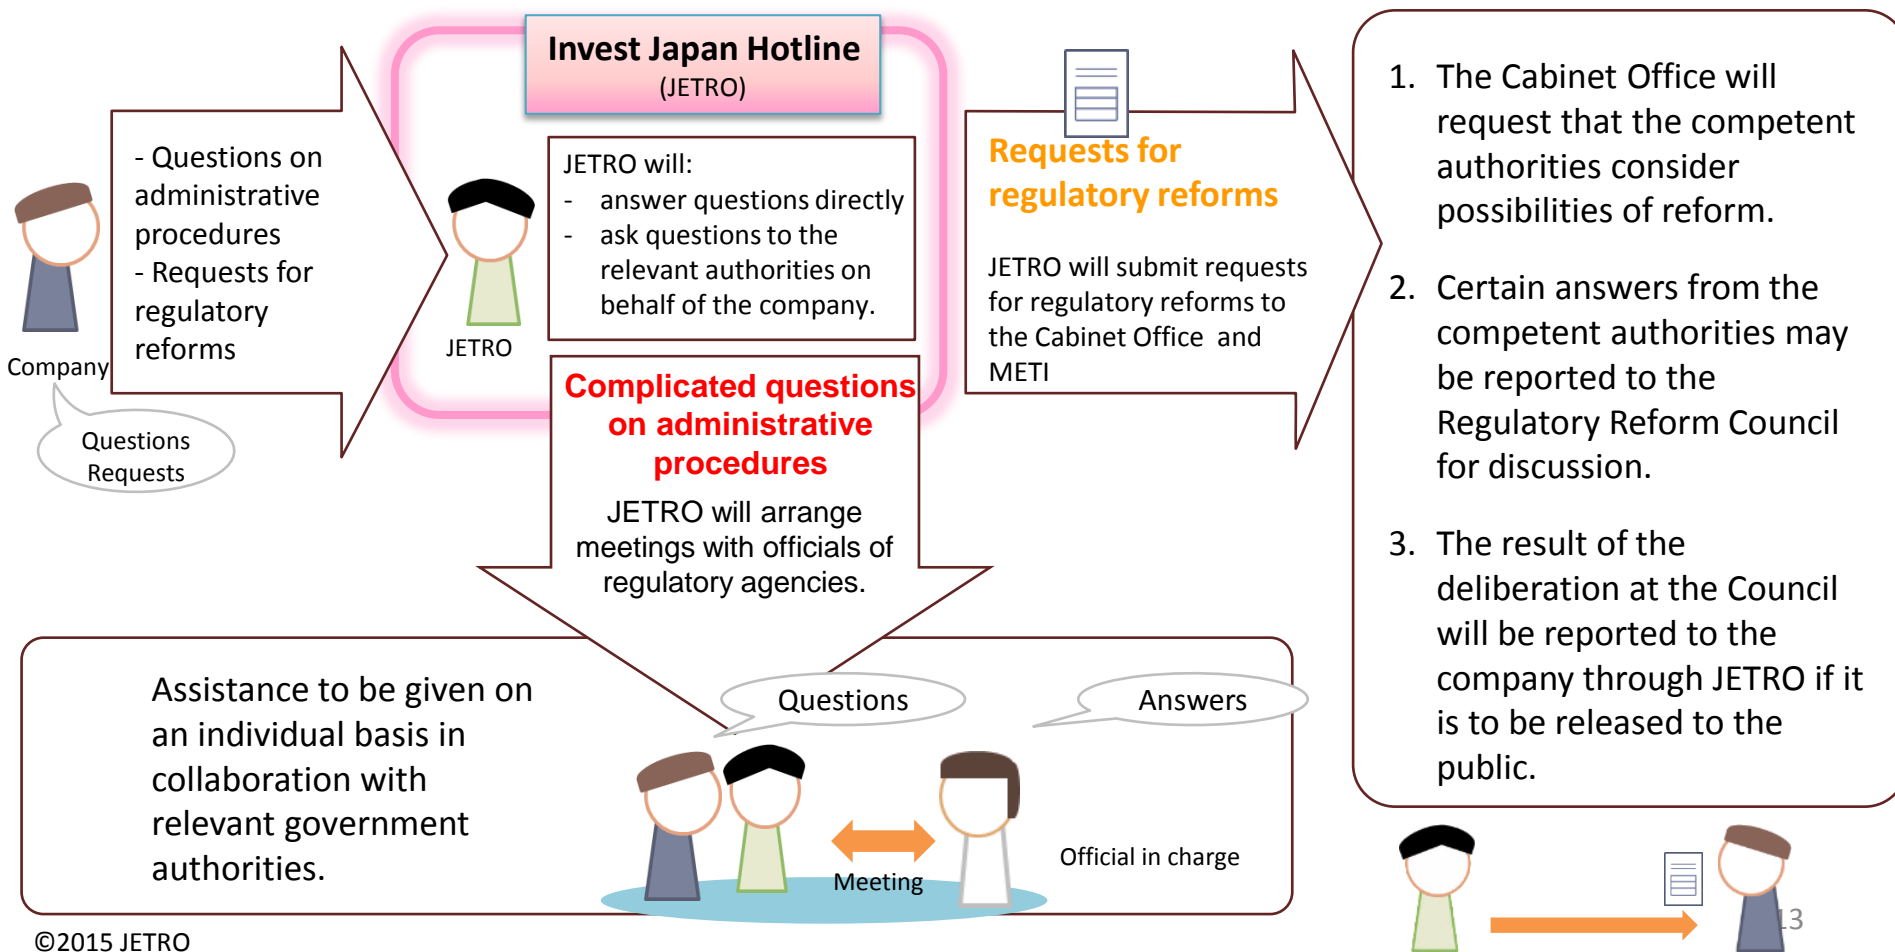 Invest Japan Hotline
(JETRO)
- Questions on
administrative
procedures
- Requests for
regulatory
reforms
Company
Questions
Requests
JETRO will:
- answer questions directly
- ask questions to the
relevant authorities on
behalf of the company.
JETRO
Complicated questions
on administrative
procedures
JETRO will arrange
meetings with officials of
regulatory agencies.
Requests for
regulatory reforms
JETRO will submit requests
for regulatory reforms to
the Cabinet Office and
METI
1. The Cabinet Office will
request that the competent
authorities consider
possibilities of reform.
2. Certain answers from the
competent authorities may
be reported to the
Regulatory Reform Council
for discussion.
3. The result of the
deliberation at the Council
will be reported to the
company through JETRO if it
is to be released to the
public.
Assistance to be given on
an individual basis in
collaboration with
relevant government
authorities.
Questions
Answers
Meeting
Official in charge
©2015 JETRO
13